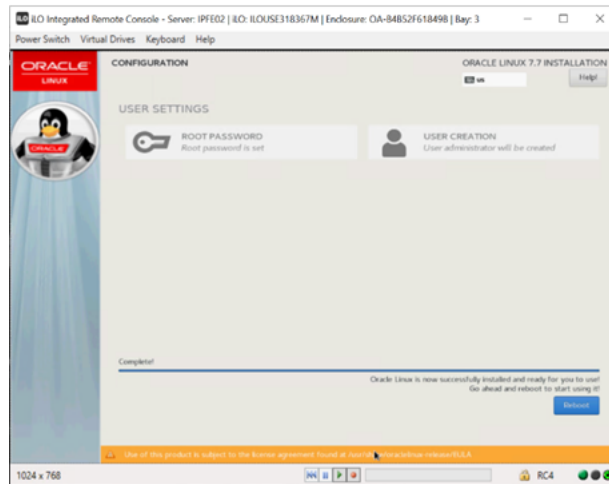 iLO Integrated Remote Console - Server: IPFE02 | iLO: ILOUSE318367M | Enclosure: OA-B4B52F61849B | Bay: 3
Power Switch Virtual Drives Keyboard Help
ORACLE
LINUX
CONFIGURATION
ORACLE LINUX 7.7 INSTALLATION
us
Help!
ORACLE
USER SETTINGS
ROOT PASSWORD
Root password is set
USER CREATION
User administrator will be created
Complete!
Oracle Linux is now successfully installed and ready for you to use!
Go ahead and reboot to start using it!
Reboot
Use of this product is subject to the license agreement found at
1024 x 768
RC4